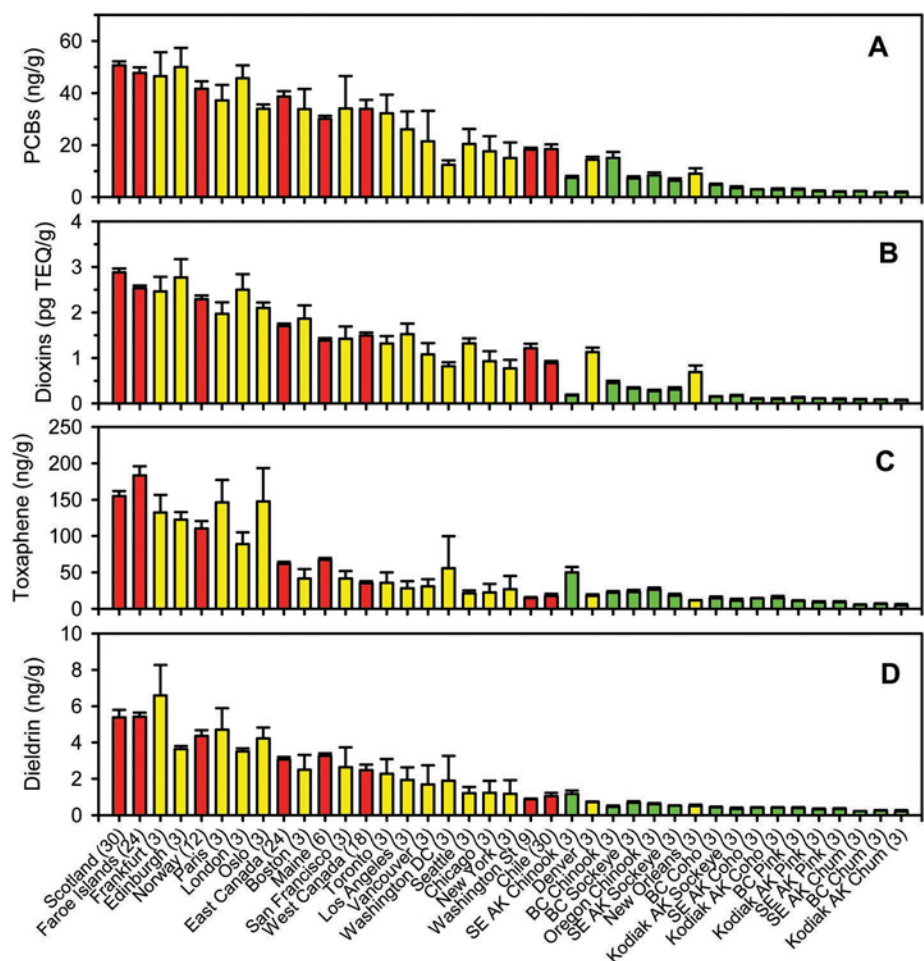 A
PCBs (ng/g)
60
40
20
0
B
Dioxins (pg TEQ/g)
4
3
2
1
0
C
Toxaphene (ng/g)
250
200
150
100
50
0
D
Dieldrin (ng/g)
10
8
6
4
2
0
Scotland (30)
Faroe Islands (24)
Frankfurt (3)
Edinburgh (3)
Norway (12)
Paris (3)
London (3)
Oslo (3)
East Canada (24)
Boston (3)
Maine (6)
San Francisco (3)
West Canada (18)
Toronto (3)
Los Angeles (3)
Vancouver (3)
Washington DC (3)
Seattle (3)
Chicago (3)
New York (3)
Washington St (9)
Chile (30)
SE AK Chinook (3)
Denver (3)
BC Chinook (3)
BC Sockeye (3)
Oregon Chinook (3)
SE AK Sockeye (3)
New Orleans (3)
BC Coho (3)
Kodiak AK Sockeye (3)
SE AK Coho (3)
Kodiak AK Coho (3)
BC Pink (3)
Kodiak AK Pink (3)
SE AK Pink (3)
SE AK Chum (3)
BC Chum (3)
Kodiak AK Chum (3)